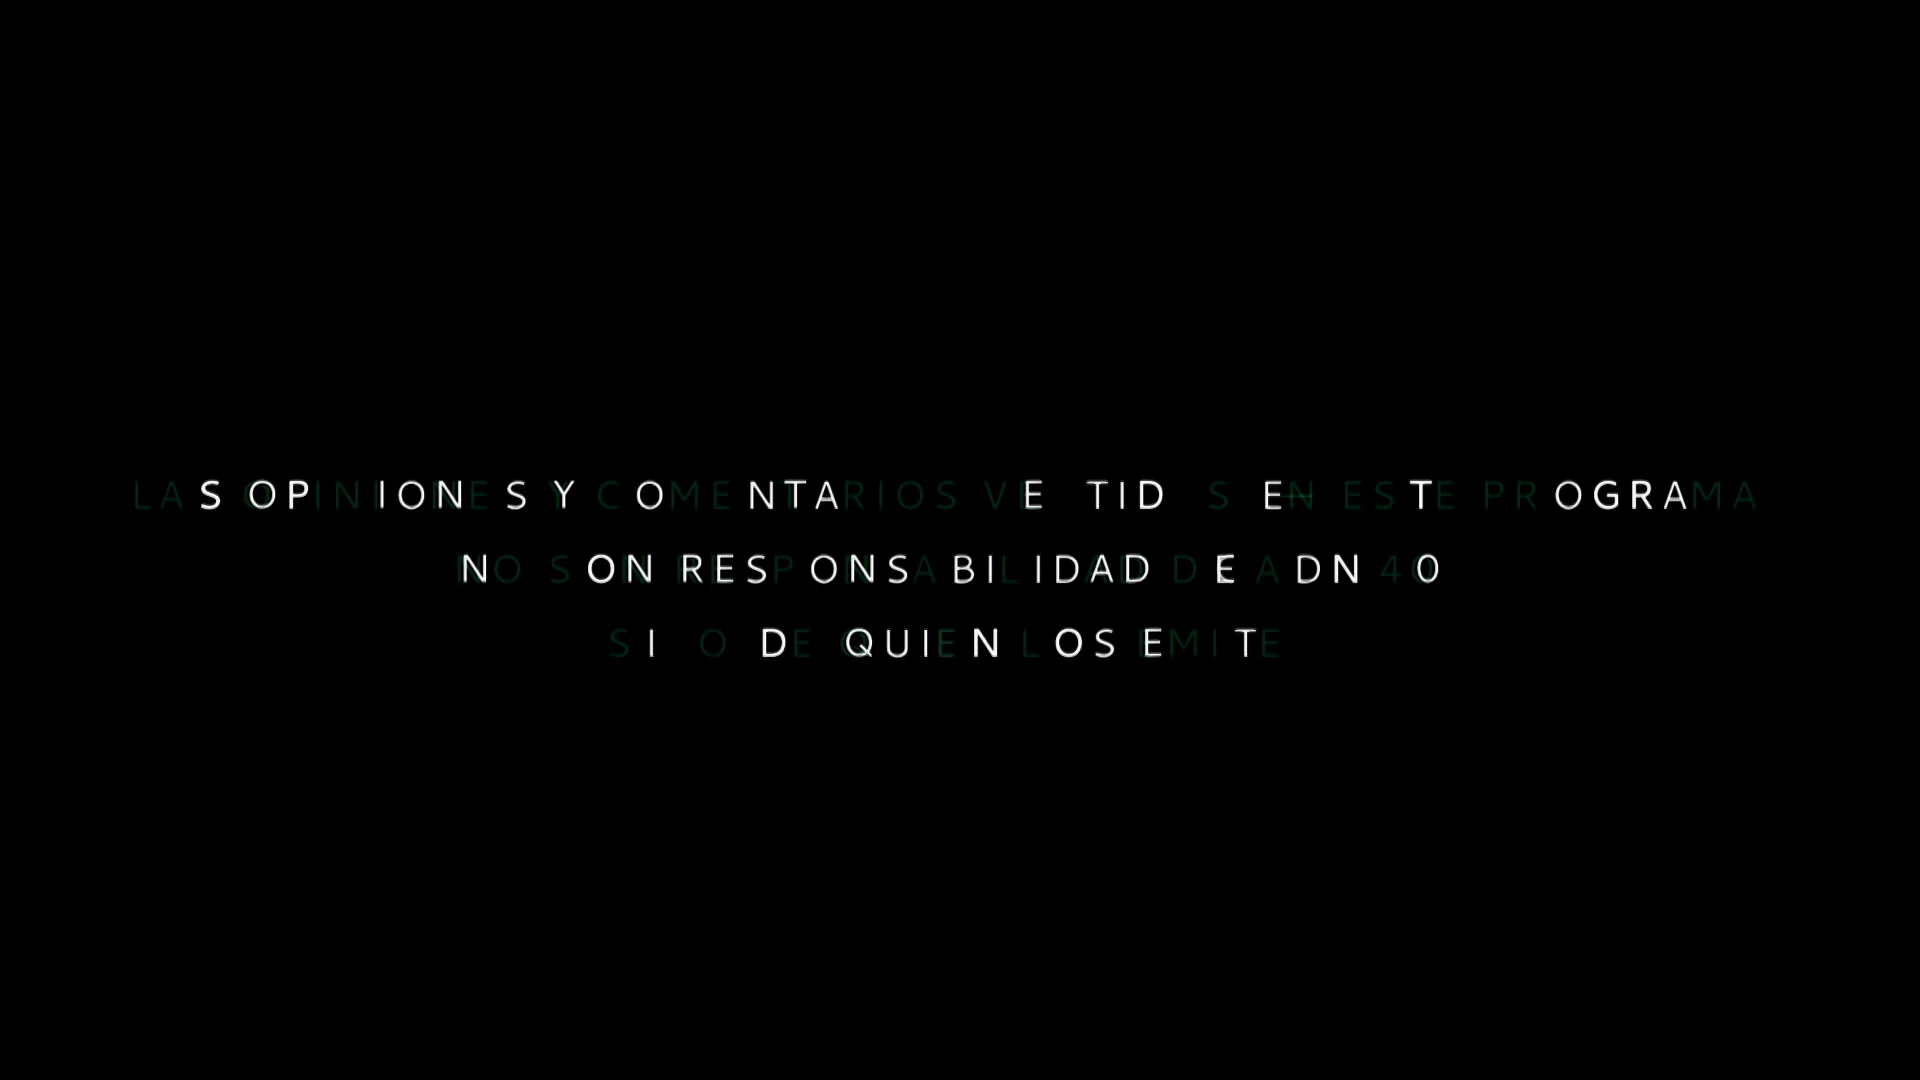 LAS OPINIONES Y COMENTARIOS VERTIDOS EN ESTE PROGRAMA
NO SON RESPONSABILIDAD DE ADN 40
SINO DE QUIEN LOS EMITE